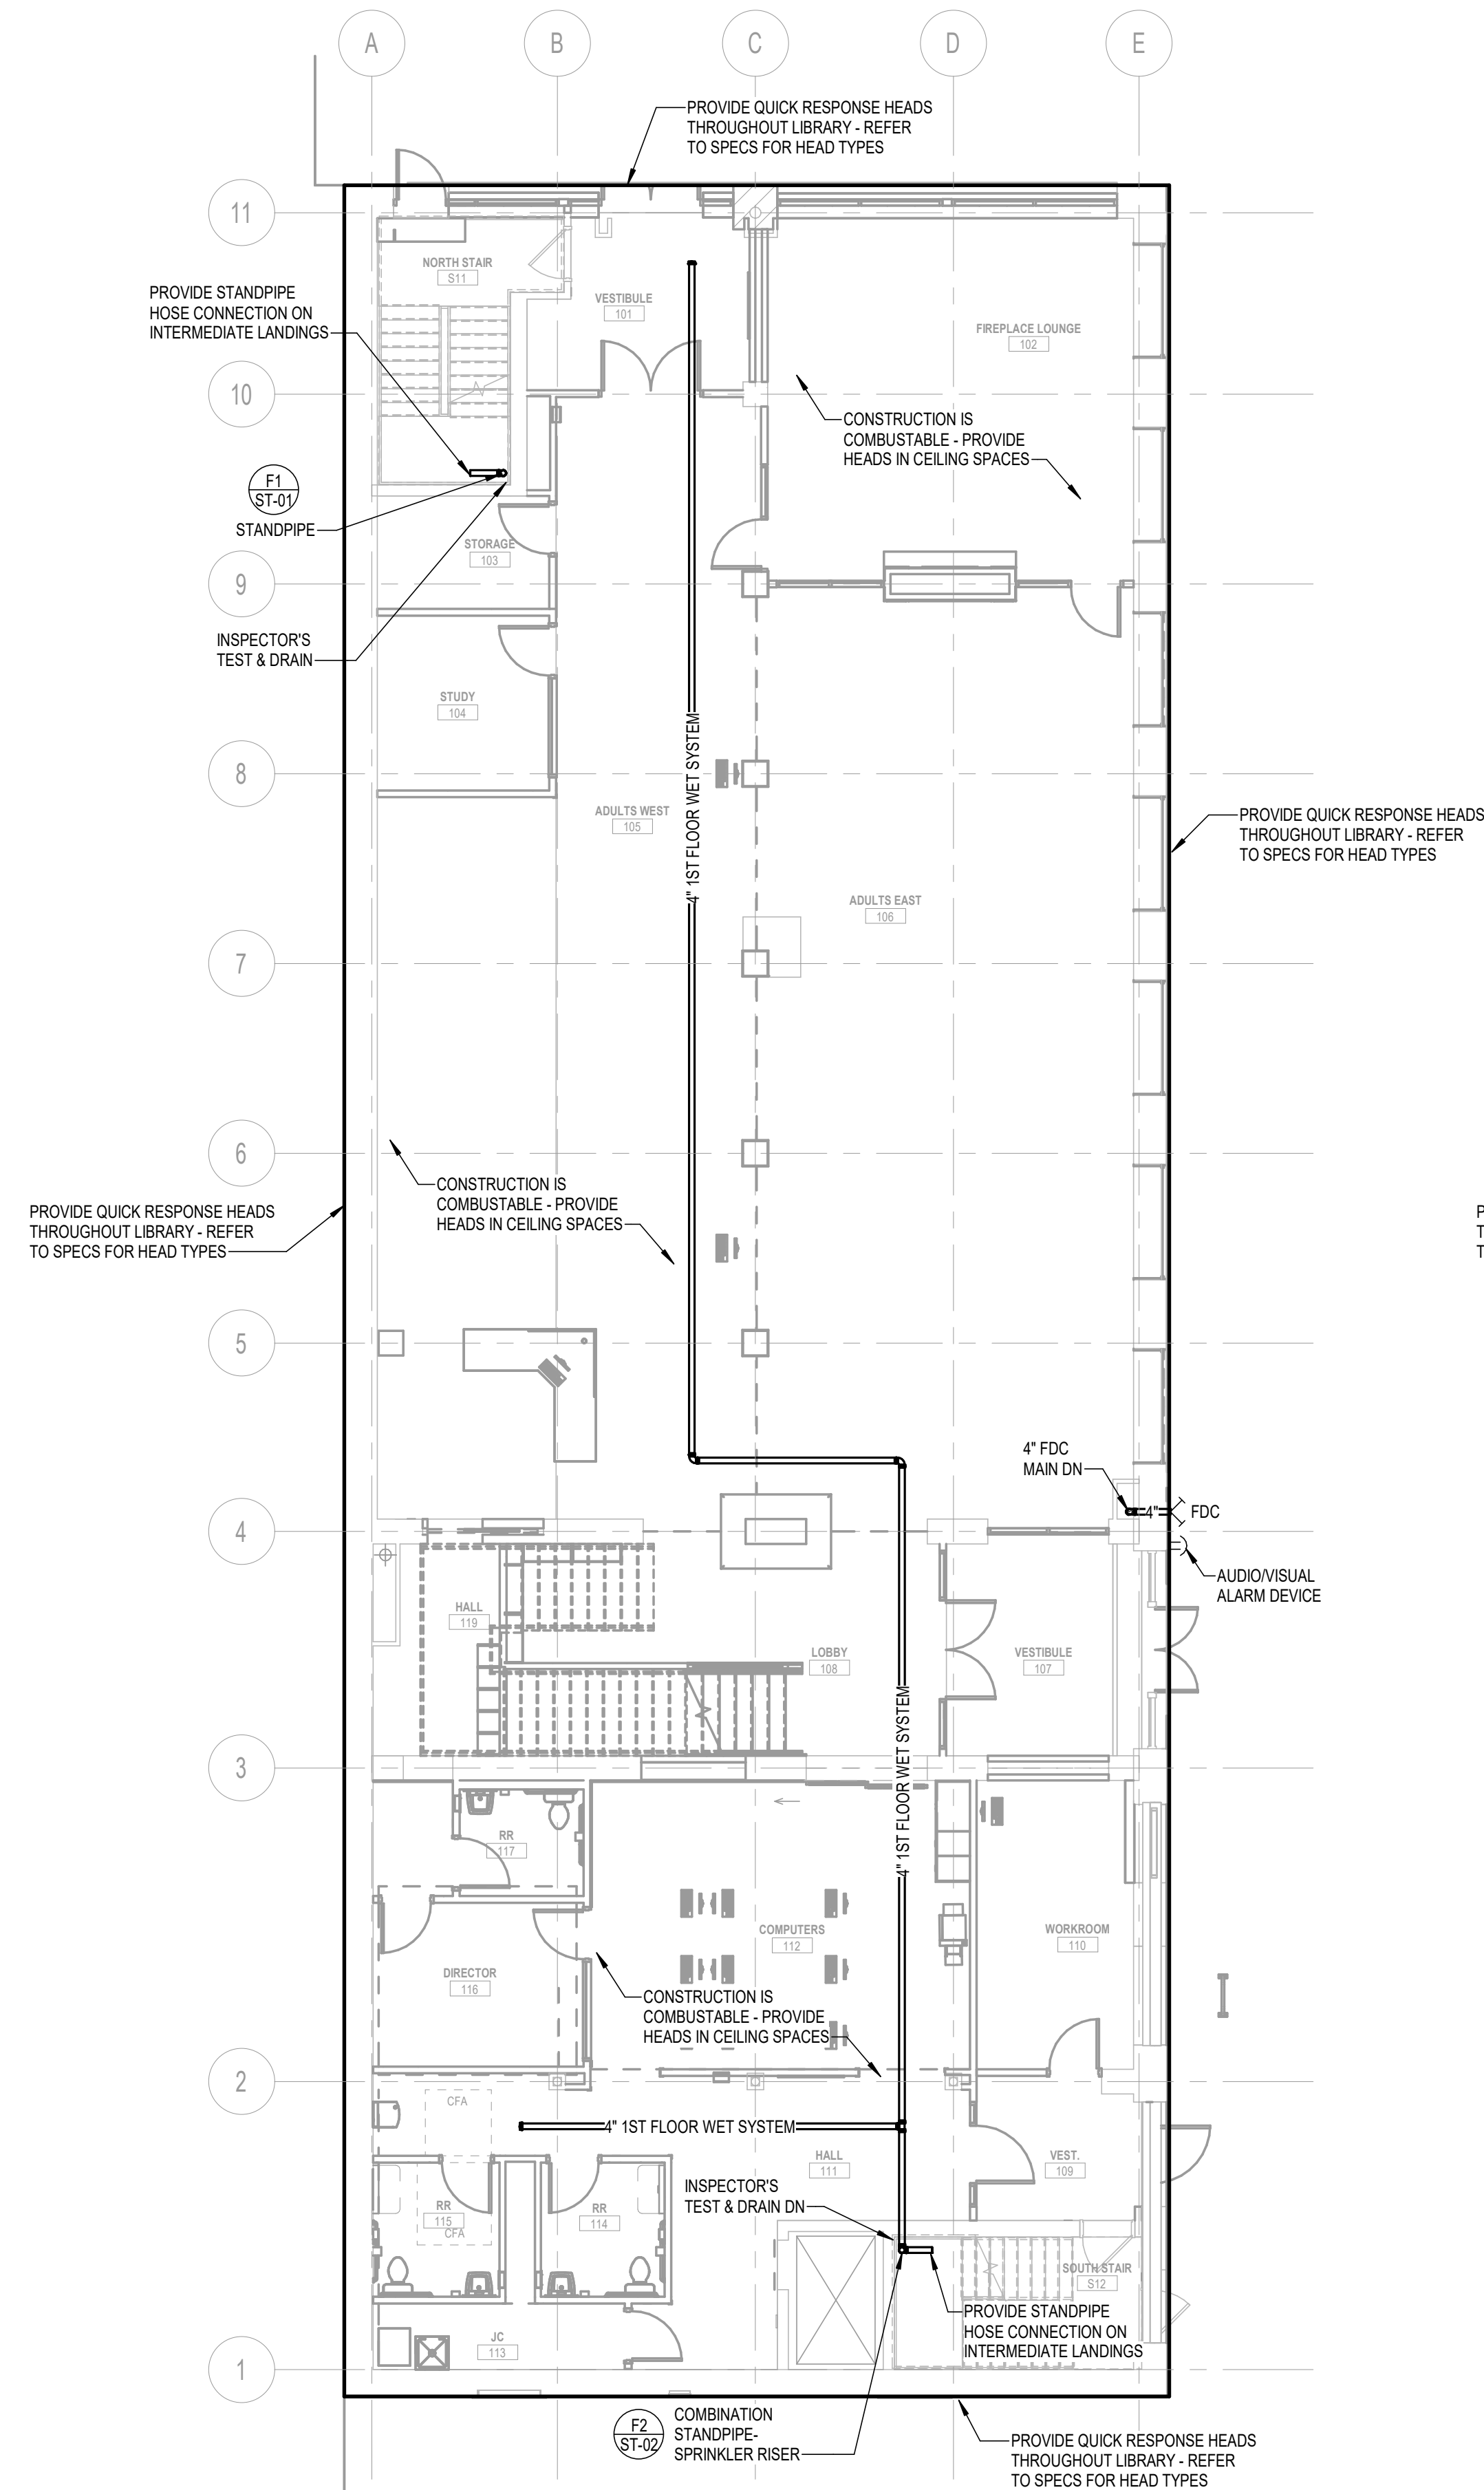 A
B
C
D
E
PROVIDE QUICK RESPONSE HEADS
THROUGHOUT LIBRARY - REFER
TO SPECS FOR HEAD TYPES
11
NORTH STAIR
S11
PROVIDE STANDPIPE
HOSE CONNECTION ON
INTERMEDIATE LANDINGS
VESTIBULE
101
FIREPLACE LOUNGE
102
10
CONSTRUCTION IS
COMBUSTABLE - PROVIDE
HEADS IN CEILING SPACES
F1
ST-01
STANDPIPE
STORAGE
103
9
INSPECTOR'S
TEST & DRAIN
STUDY
104
4" 1ST FLOOR WET SYSTEM
8
ADULTS WEST
105
PROVIDE QUICK RESPONSE HEADS
THROUGHOUT LIBRARY - REFER
TO SPECS FOR HEAD TYPES
ADULTS EAST
106
7
6
CONSTRUCTION IS
COMBUSTABLE - PROVIDE
HEADS IN CEILING SPACES
PROVIDE QUICK RESPONSE HEADS
THROUGHOUT LIBRARY - REFER
TO SPECS FOR HEAD TYPES
P
T
T
5
4" FDC
MAIN DN
4"
FDC
4
AUDIO/VISUAL
ALARM DEVICE
HALL
119
LOBBY
108
VESTIBULE
107
4" 1ST FLOOR WET SYSTEM
3
RR
117
COMPUTERS
112
WORKROOM
110
DIRECTOR
116
CONSTRUCTION IS
COMBUSTABLE - PROVIDE
HEADS IN CEILING SPACES
2
CFA
4" 1ST FLOOR WET SYSTEM
HALL
111
VEST.
109
INSPECTOR'S
TEST & DRAIN DN
RR
115
CFA
RR
114
SOUTH STAIR
S12
PROVIDE STANDPIPE
HOSE CONNECTION ON
INTERMEDIATE LANDINGS
JC
113
1
F2
ST-02
COMBINATION
STANDPIPE-
SPRINKLER RISER
PROVIDE QUICK RESPONSE HEADS
THROUGHOUT LIBRARY - REFER
TO SPECS FOR HEAD TYPES